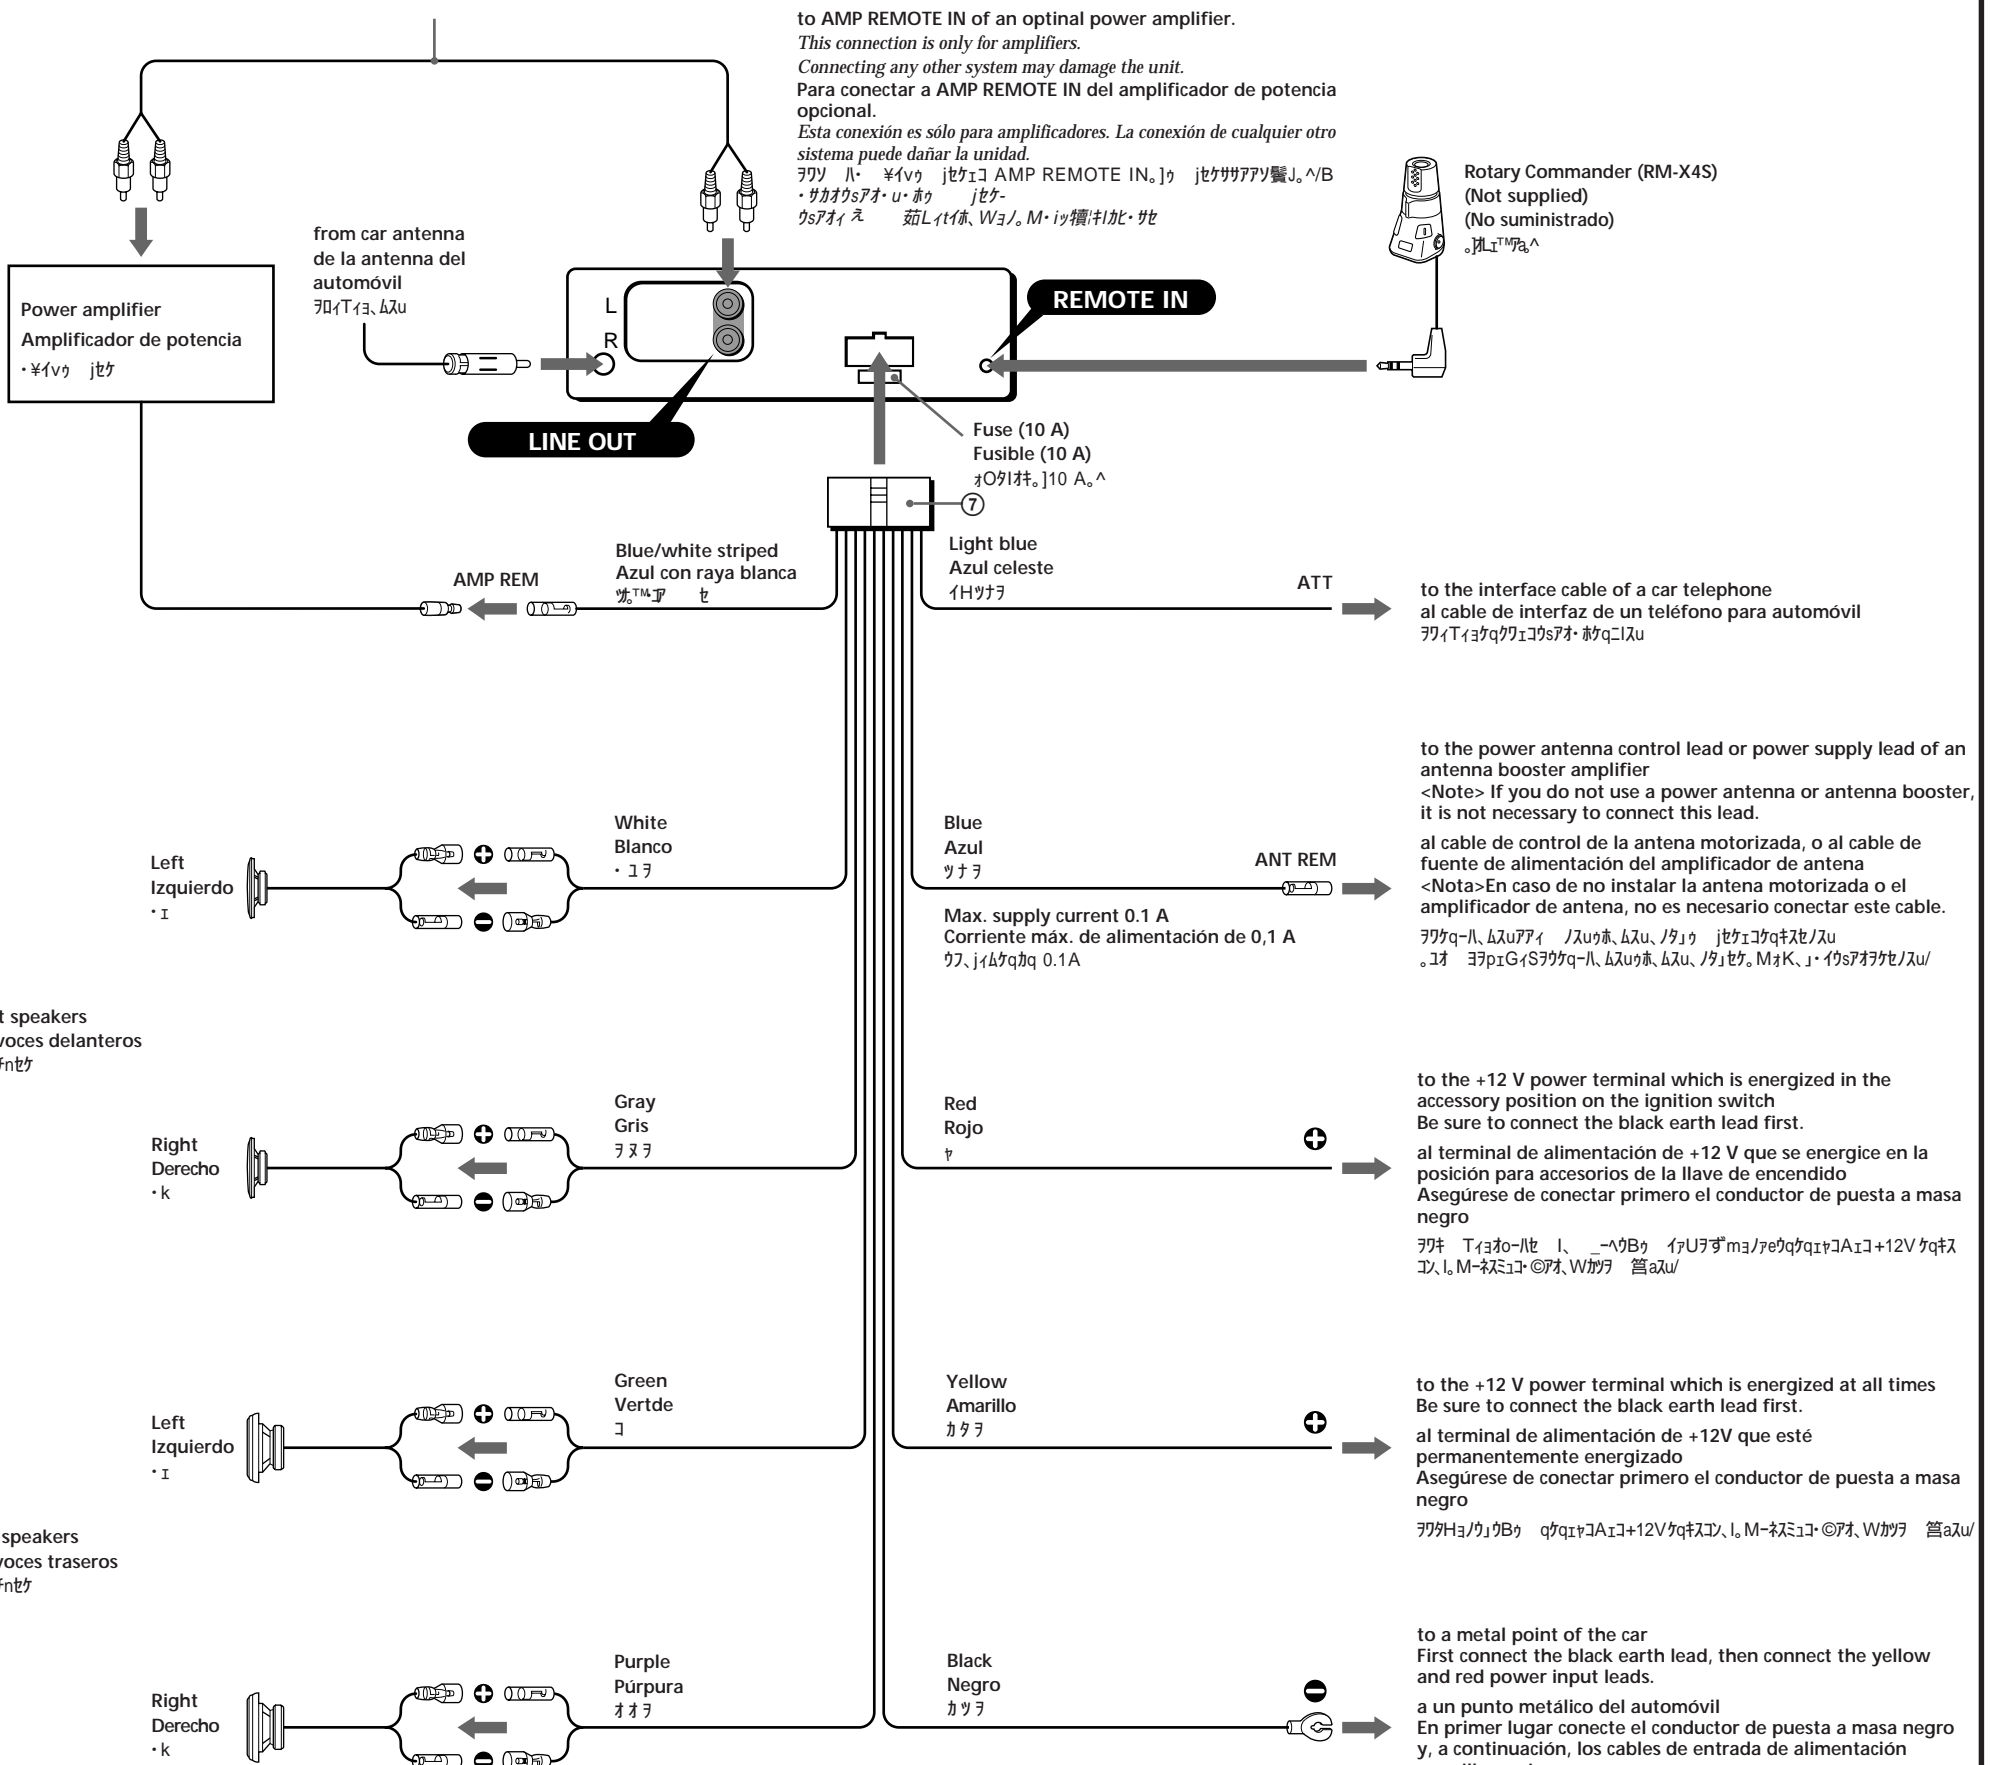 to AMP REMOTE IN of an optinal power amplifier.
This connection is only for amplifiers.
Connecting any other system may damage the unit.
Para conectar a AMP REMOTE IN del amplificador de potencia
opcional.
Esta conexión es sólo para amplificadores. La conexión de cualquier otro
sistema puede dañar la unidad.
AMP REMOTE IN
Rotary Commander (RM-X4S)
(Not supplied)
(No suministrado)
from car antenna
de la antenna del
automóvil
Power amplifier
Amplificador de potencia
L
R
REMOTE IN
LINE OUT
Fuse (10 A)
Fusible (10 A)
10 A
7
Blue/white striped
Azul con raya blanca
AMP REM
Light blue
Azul celeste
ATT
to the interface cable of a car telephone
al cable de interfaz de un teléfono para automóvil
White
Blanco
Left
Izquierdo
Blue
Azul
ANT REM
Max. supply current 0.1 A
Corriente máx. de alimentación de 0,1 A
0.1A
to the power antenna control lead or power supply lead of an
antenna booster amplifier
<Note> If you do not use a power antenna or antenna booster,
it is not necessary to connect this lead.
al cable de control de la antena motorizada, o al cable de
fuente de alimentación del amplificador de antena
<Nota>En caso de no instalar la antena motorizada o el
amplificador de antena, no es necesario conectar este cable.
speakers
voces delanteros
Gray
Gris
Right
Derecho
Red
Rojo
to the +12 V power terminal which is energized in the
accessory position on the ignition switch
Be sure to connect the black earth lead first.
al terminal de alimentación de +12 V que se energice en la
posición para accesorios de la llave de encendido
Asegúrese de conectar primero el conductor de puesta a masa
negro
+12V
Green
Vertde
Left
Izquierdo
Yellow
Amarillo
to the +12 V power terminal which is energized at all times
Be sure to connect the black earth lead first.
al terminal de alimentación de +12V que esté
permanentemente energizado
Asegúrese de conectar primero el conductor de puesta a masa
negro
+12V
speakers
voces traseros
Purple
Púrpura
Right
Derecho
Black
Negro
to a metal point of the car
First connect the black earth lead, then connect the yellow
and red power input leads.
a un punto metálico del automóvil
En primer lugar conecte el conductor de puesta a masa negro
y, a continuación, los cables de entrada de alimentación